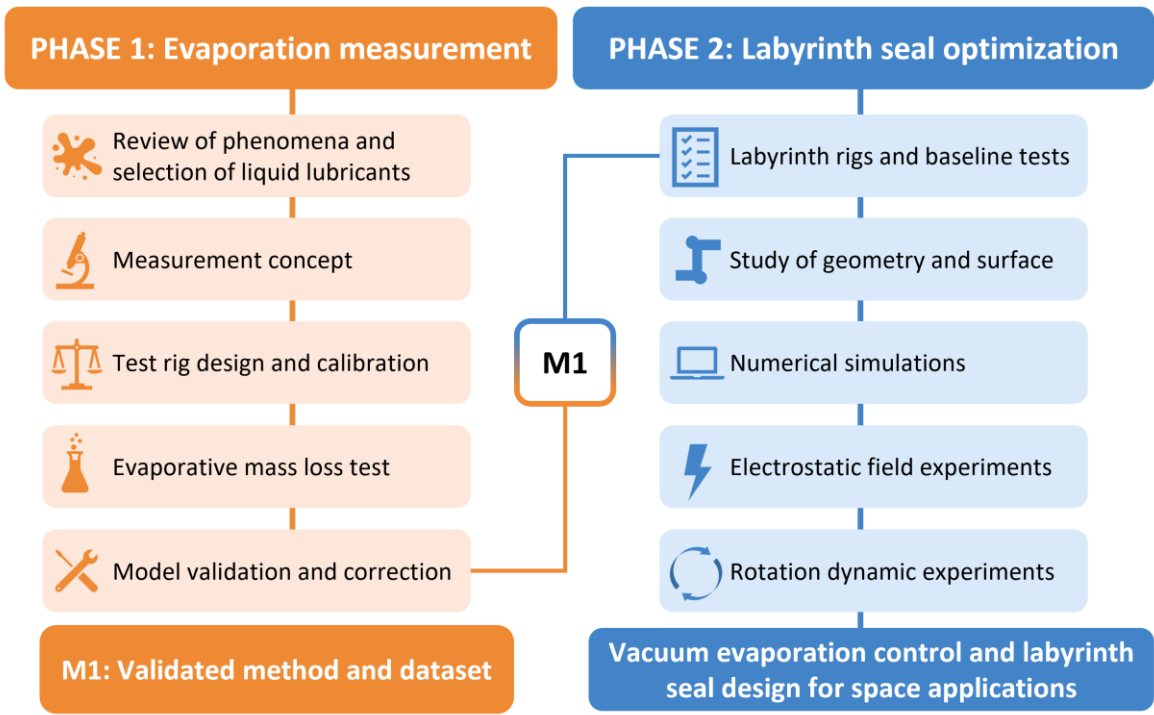 PHASE 1: Evaporation measurement
Review of phenomena and
selection of liquid lubricants
Measurement concept
Test rig design and calibration
Evaporative mass loss test
Model validation and correction
M1: Validated method and dataset
M1
PHASE 2: Labyrinth seal optimization
Labyrinth rigs and baseline tests
Study of geometry and surface
Numerical simulations
Electrostatic field experiments
Rotation dynamic experiments
Vacuum evaporation control and labyrinth
seal design for space applications